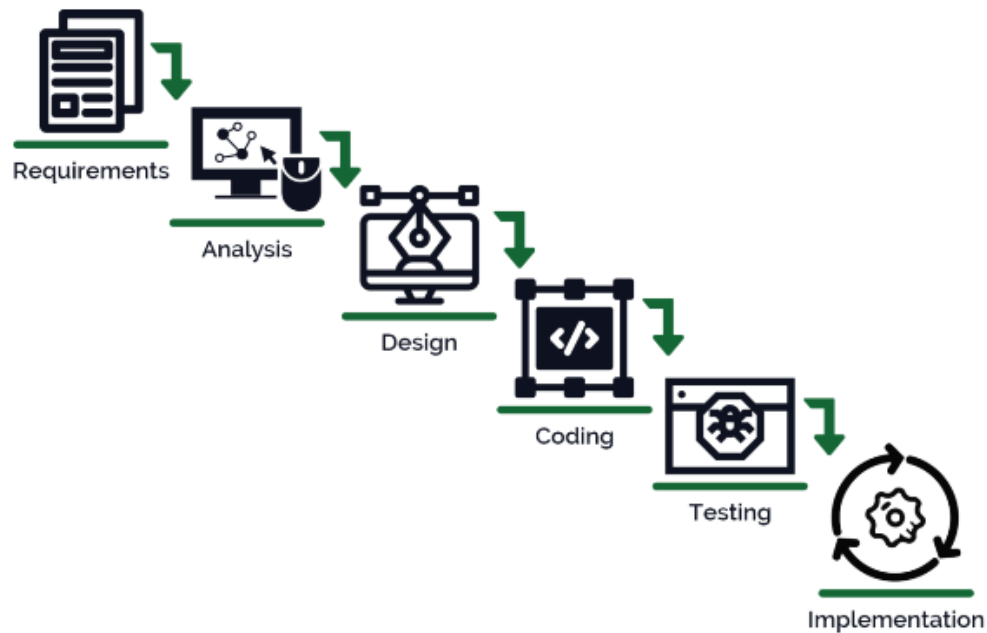 Requirements
Analysis
Design
</>
Coding
Testing
Implementation